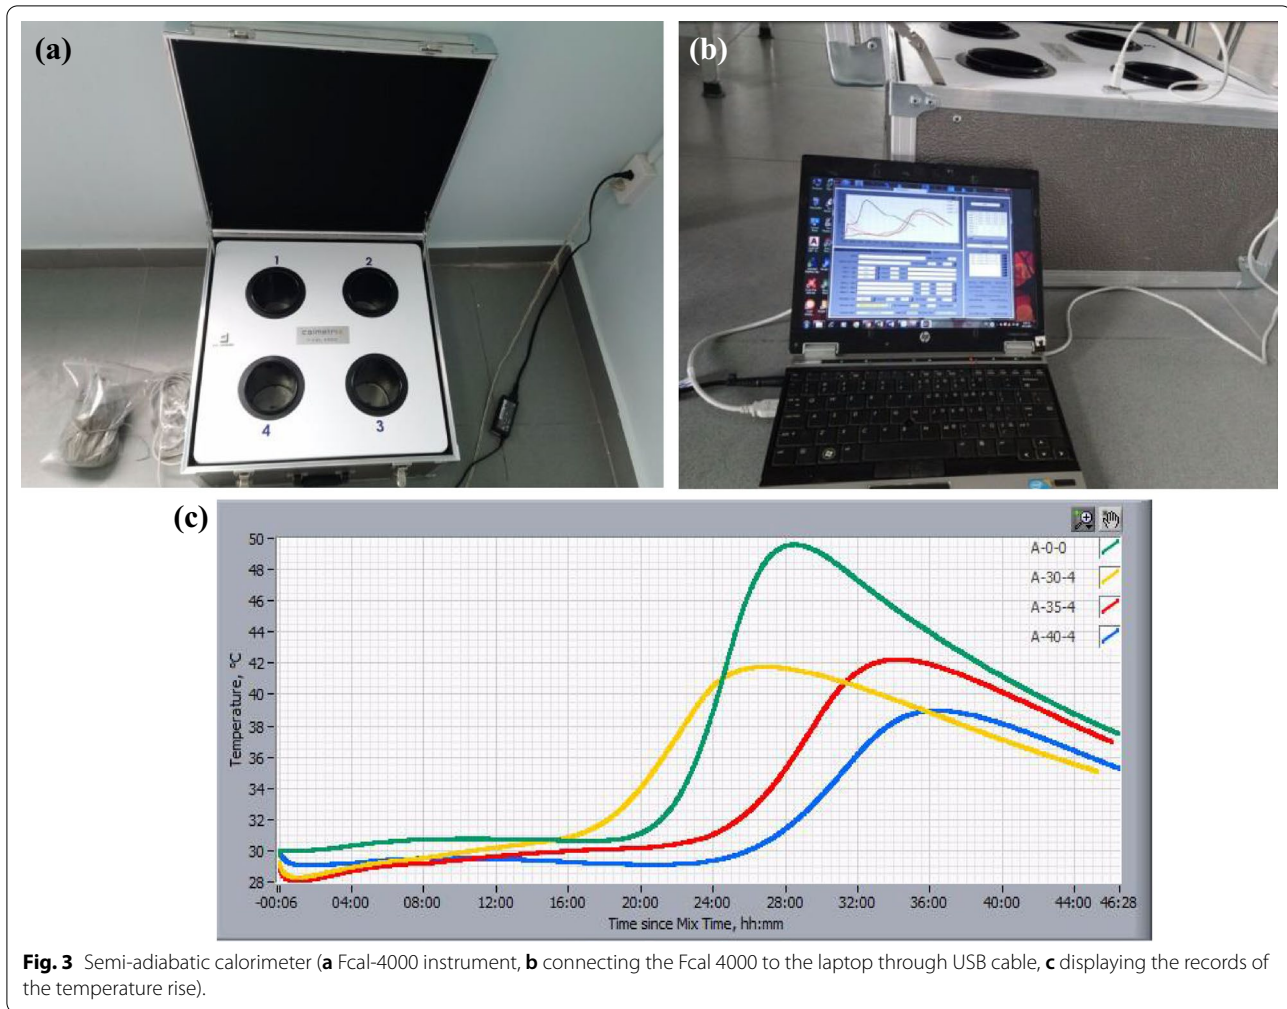 (a)
(b)
1
2
calmetrix
4
3
hp
(c)
50
48
46
44
42
40
38
36
34
32
30
28
Temperature, °C
A-0-0
A-30-4
A-35-4
A-40-4
-00:06
04:00
08:00
12:00
16:00
20:00
24:00
28:00
32:00
36:00
40:00
44:00
46:28
Time since Mix Time, hh:mm
Fig. 3 Semi-adiabatic calorimeter (a Fcal-4000 instrument, b connecting the Fcal 4000 to the laptop through USB cable, c displaying the records of
the temperature rise).